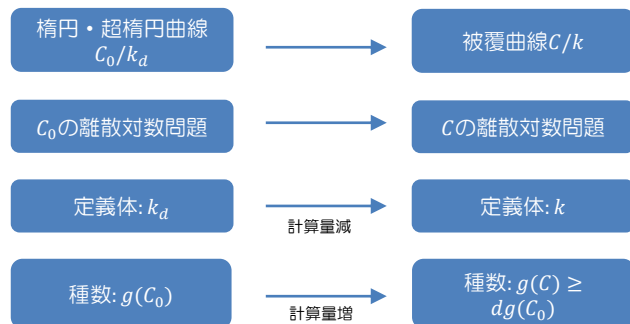 楕円・超楕円曲線
C₀/k_d
被覆曲線C/k
C₀の離散対数問題
Cの離散対数問題
定義体: k_d
計算量減
定義体: k
種数: g(C₀)
計算量増
種数: g(C) ≥
dg(C₀)